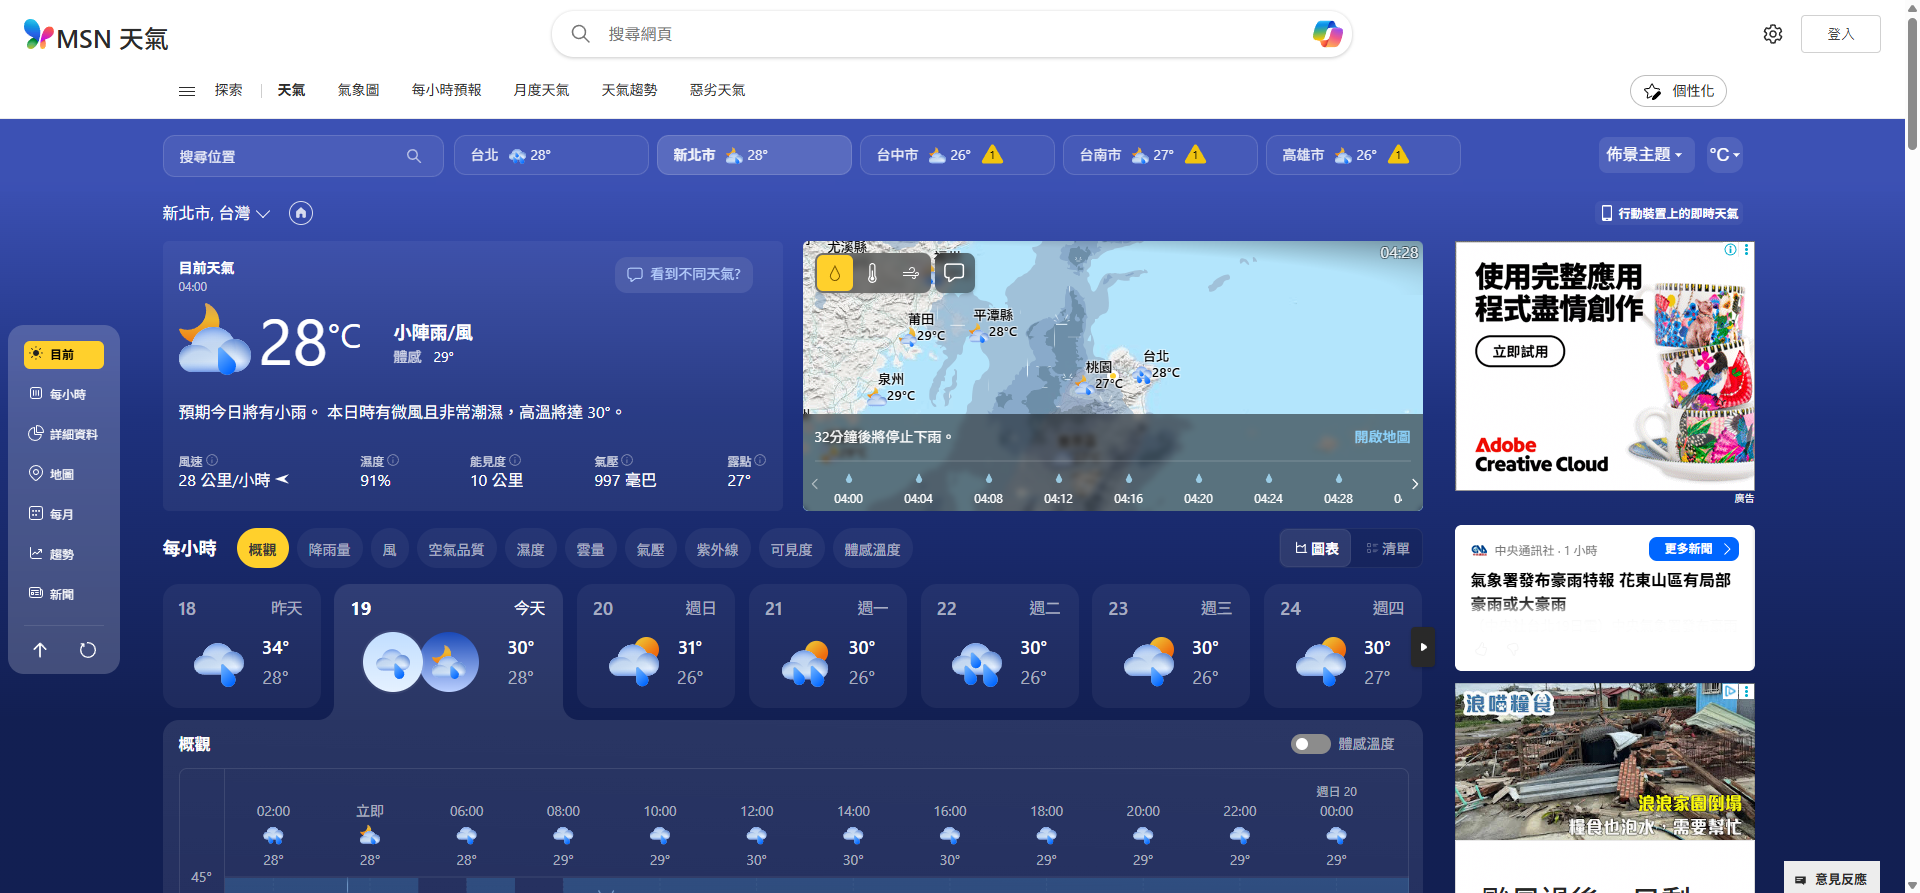 MSN 天氣
搜尋網頁
登入
探索
天氣
氣象圖
每小時預報
月度天氣
天氣趨勢
惡劣天氣
個性化
搜尋位置
台北 28°
新北市 28°
台中市 26° 1
台南市 27° 1
高雄市 26° 1
佈景主題
°C
新北市, 台灣
行動裝置上的即時天氣
目前天氣
04:00
看到不同天氣?
28°C
小陣雨/風
體感 29°
預期今日將有小雨。 本日時有微風且非常潮濕，高溫將達 30°。
風速
28 公里/小時
濕度
91%
能見度
10 公里
氣壓
997 毫巴
露點
27°
尤溪縣
04:28
莆田
29°C
平潭縣
28°C
泉州
29°C
桃園
27°C
台北
28°C
32分鐘後將停止下雨。
開啟地圖
04:00 04:04 04:08 04:12 04:16 04:20 04:24 04:28
使用完整應用
程式盡情創作
立即試用
Adobe
Creative Cloud
廣告
目前
每小時
詳細資料
地圖
每月
趨勢
新聞
每小時
概觀
降雨量
風
空氣品質
濕度
雲量
氣壓
紫外線
可見度
體感溫度
圖表
清單
18 昨天
34°
28°
19 今天
30°
28°
20 週日
31°
26°
21 週一
30°
26°
22 週二
30°
26°
23 週三
30°
26°
24 週四
30°
27°
中央通訊社 · 1 小時
更多新聞
氣象署發布豪雨特報 花東山區有局部
豪雨或大豪雨
概觀
體感溫度
週日 20
02:00 立即 06:00 08:00 10:00 12:00 14:00 16:00 18:00 20:00 22:00 00:00
28° 28° 28° 29° 29° 30° 30° 30° 29° 29° 29° 29°
45°
浪喵糧食
浪浪家園倒塌
糧食也泡水，需要幫忙
意見反應